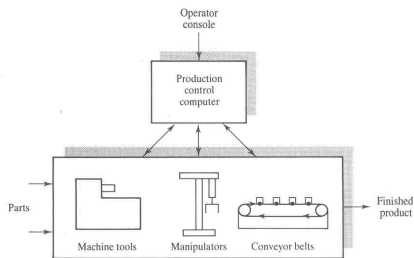 Operator
console
Production
control
computer
Parts
Machine tools
Manipulators
Conveyor belts
Finished
product